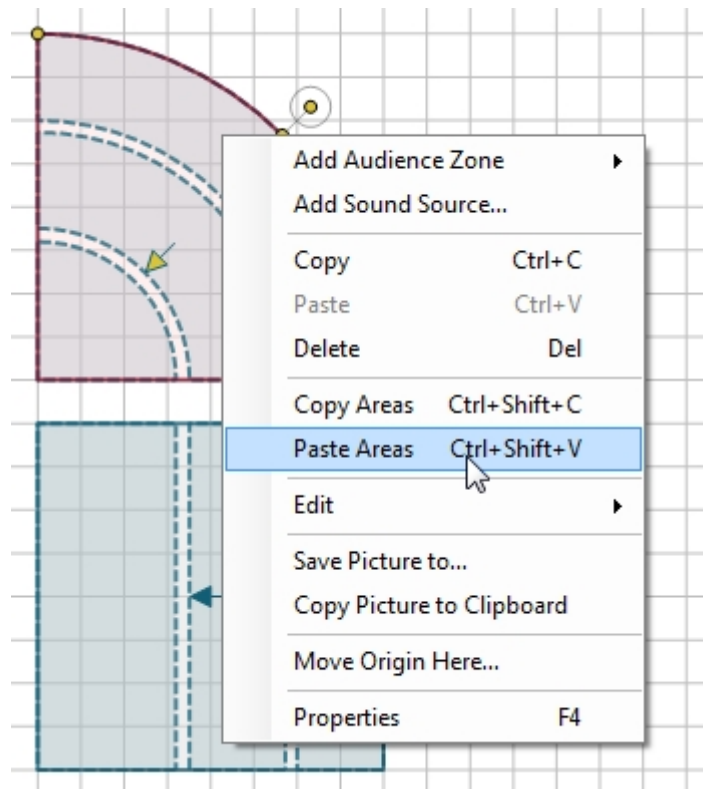 Add Audience Zone
Add Sound Source...
Copy Ctrl+C
Paste Ctrl+V
Delete Del
Copy Areas Ctrl+Shift+C
Paste Areas Ctrl+Shift+V
Edit
Save Picture to...
Copy Picture to Clipboard
Move Origin Here...
Properties F4